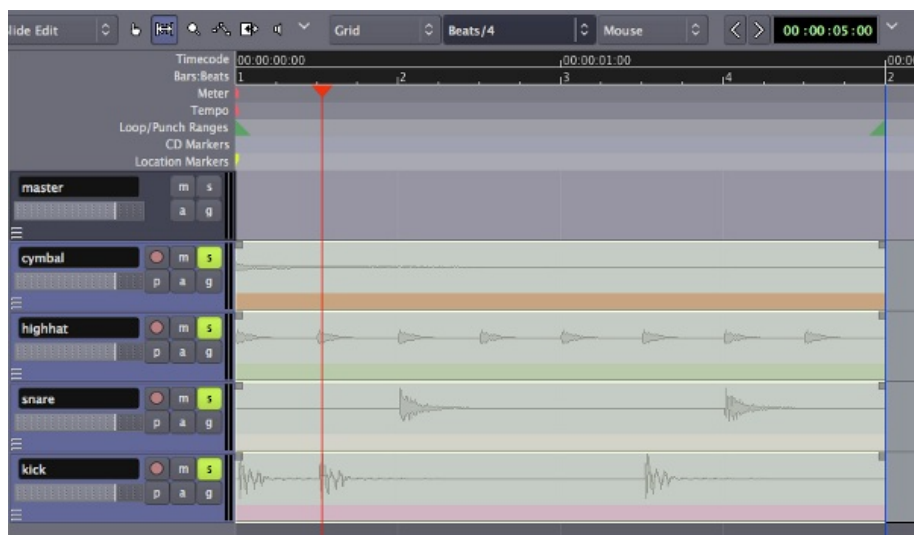 lide Edit Grid Beats/4 Mouse 00:00:05:00
Timecode 00:00:00:00 00:00:01:00 00:0
Bars:Beats 1 2 3 4 2
Meter
Tempo
Loop/Punch Ranges
CD Markers
Location Markers
master m s
a g
cymbal m s
p a g
highhat m s
p a g
snare m s
p a g
kick m s
p a g